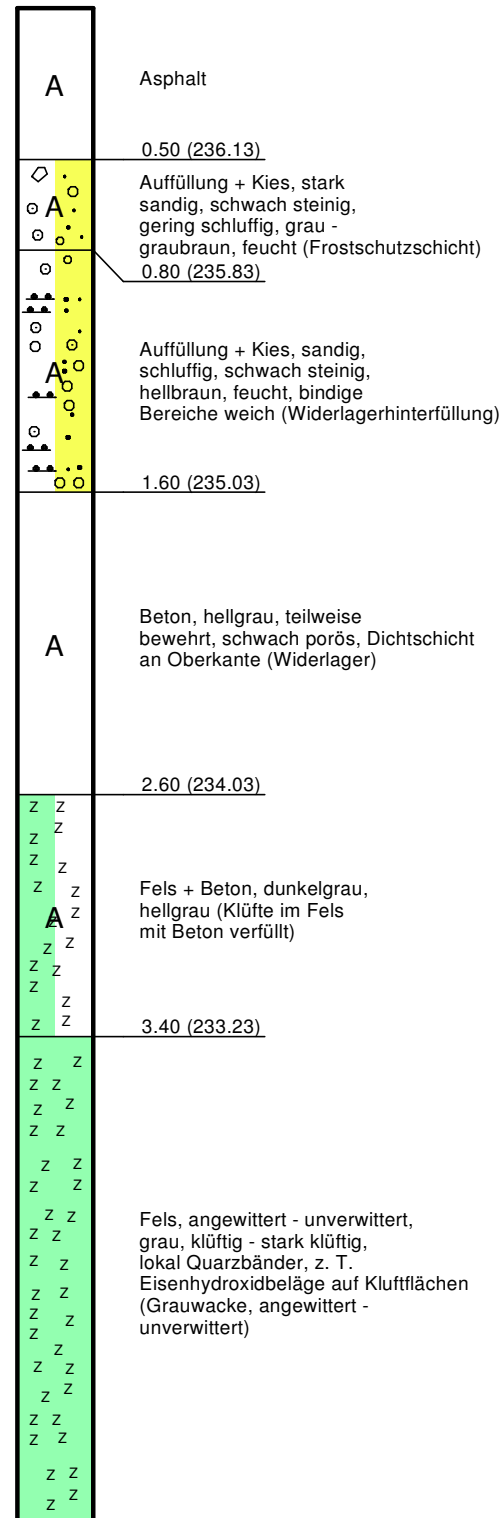 A
Asphalt
0.50 (236.13)
A
Auffüllung + Kies, stark
sandig, schwach steinig,
gering schluffig, grau -
graubraun, feucht (Frostschutzschicht)
0.80 (235.83)
A
Auffüllung + Kies, sandig,
schluffig, schwach steinig,
hellbraun, feucht, bindige
Bereiche weich (Widerlagerhinterfüllung)
1.60 (235.03)
A
Beton, hellgrau, teilweise
bewehrt, schwach porös, Dichtschicht
an Oberkante (Widerlager)
2.60 (234.03)
A
Fels + Beton, dunkelgrau,
hellgrau (Klüfte im Fels
mit Beton verfüllt)
3.40 (233.23)
Fels, angewittert - unverwittert,
grau, klüftig - stark klüftig,
lokal Quarzbänder, z. T.
Eisenhydroxidbeläge auf Kluftflächen
(Grauwacke, angewittert -
unverwittert)